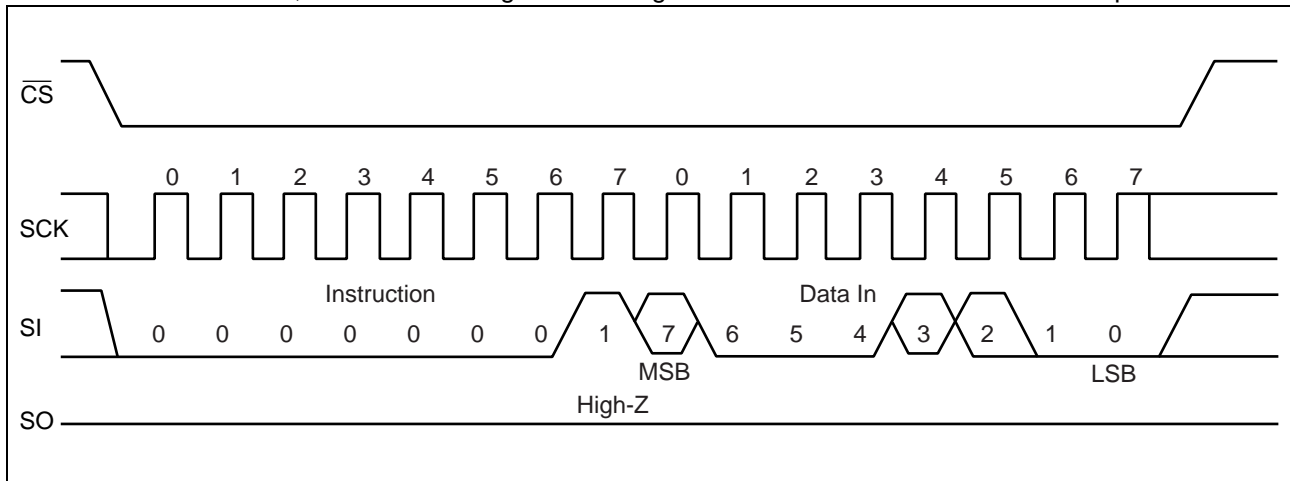 CS
0 1 2 3 4 5 6 7 0 1 2 3 4 5 6 7
SCK
Instruction Data In
SI 0 0 0 0 0 0 0 1 7 6 5 4 3 2 1 0
MSB LSB
High-Z
SO